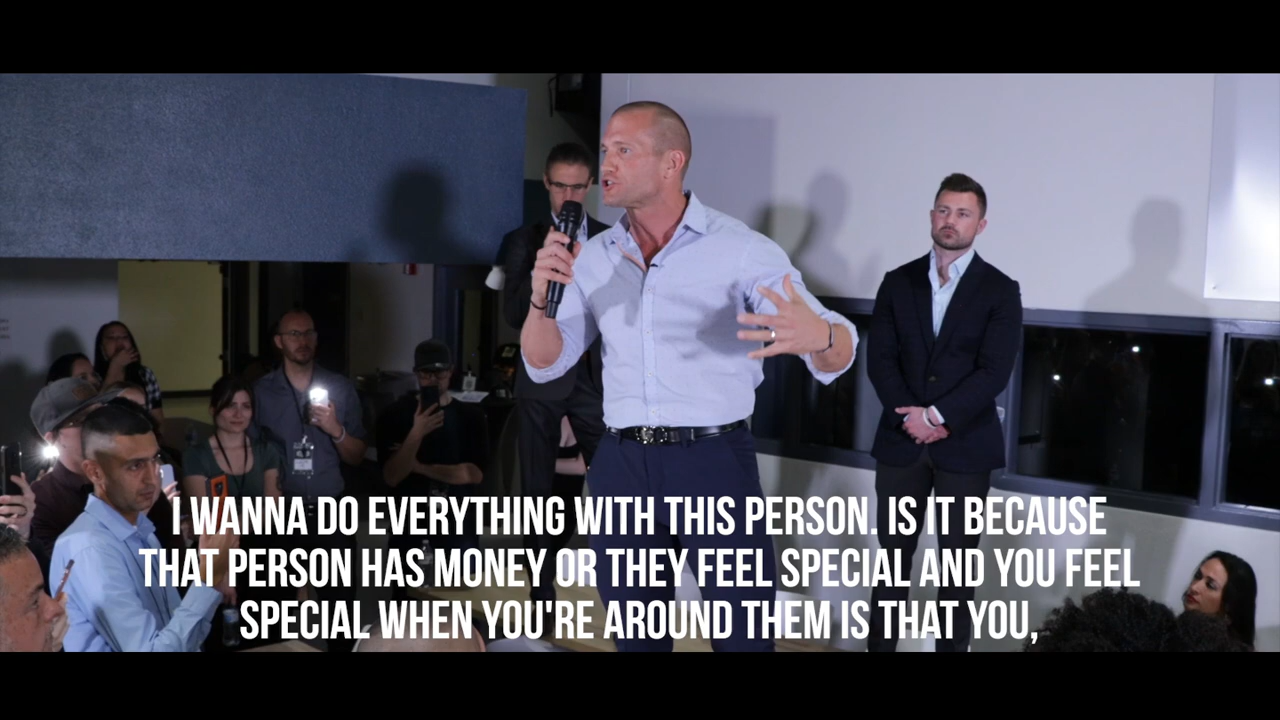 I WANNA DO EVERYTHING WITH THIS PERSON. IS IT BECAUSE
THAT PERSON HAS MONEY OR THEY FEEL SPECIAL AND YOU FEEL
SPECIAL WHEN YOU'RE AROUND THEM IS THAT YOU,